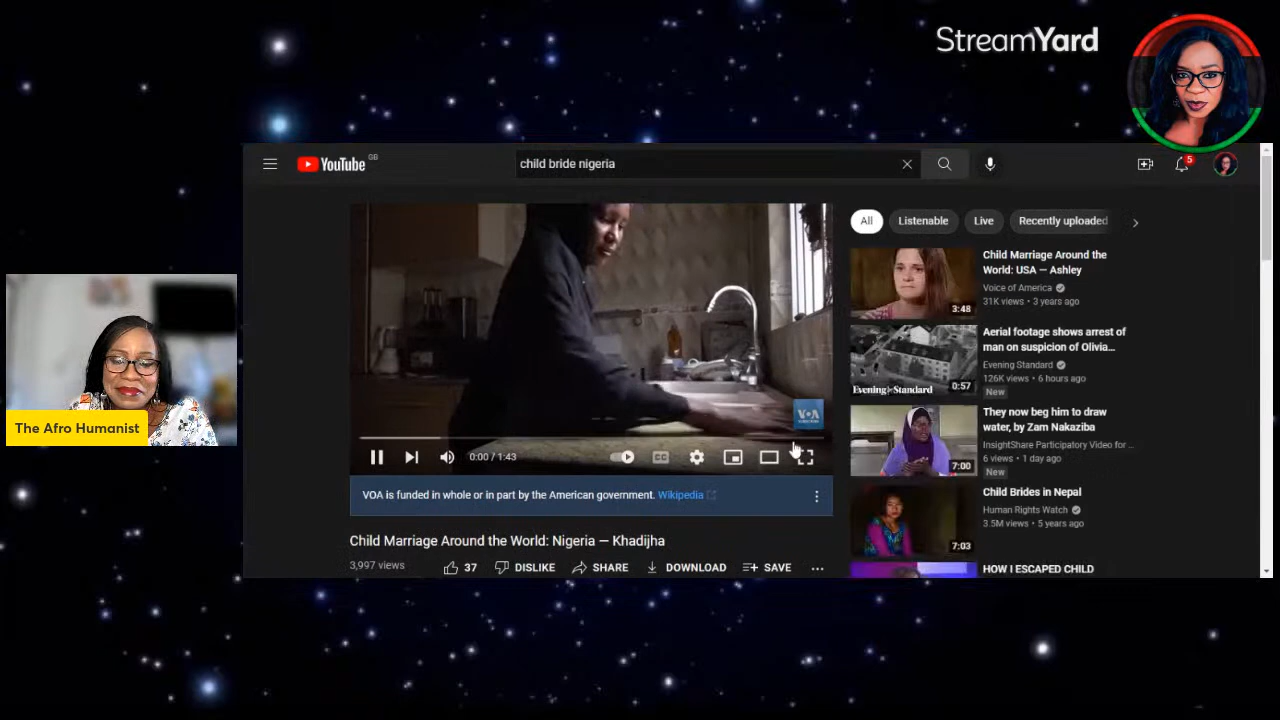 StreamYard
YouTube GB
child bride nigeria
5
All
Listenable
Live
Recently uploaded
Child Marriage Around the
World: USA — Ashley
Voice of America
31K views • 3 years ago
3:48
Aerial footage shows arrest of
man on suspicion of Olivia...
Evening Standard
126K views • 6 hours ago
New
Evening Standard
0:57
They now beg him to draw
water, by Zam Nakaziba
InsightShare Participatory Video for ...
6 views • 1 day ago
New
7:00
Child Brides in Nepal
Human Rights Watch
3.5M views • 5 years ago
7:03
HOW I ESCAPED CHILD
The Afro Humanist
VOA
0:00 / 1:43
CC
VOA is funded in whole or in part by the American government. Wikipedia
Child Marriage Around the World: Nigeria — Khadijha
3,997 views
37
DISLIKE
SHARE
DOWNLOAD
SAVE